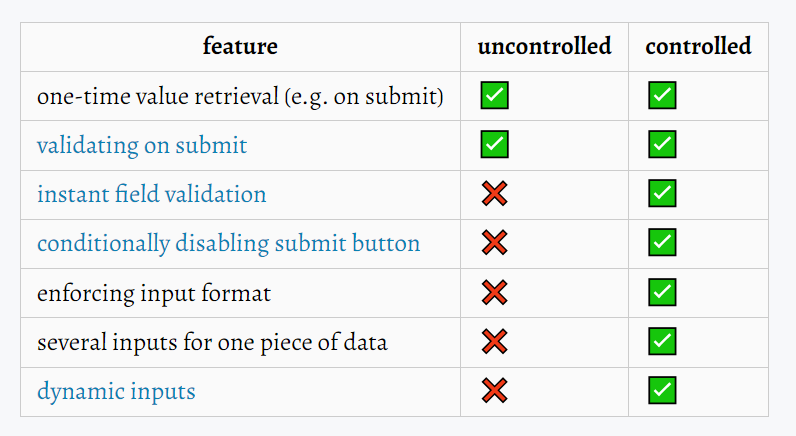 feature uncontrolled controlled
one-time value retrieval (e.g. on submit) ✅ ✅
validating on submit ✅ ✅
instant field validation ❌ ✅
conditionally disabling submit button ❌ ✅
enforcing input format ❌ ✅
several inputs for one piece of data ❌ ✅
dynamic inputs ❌ ✅